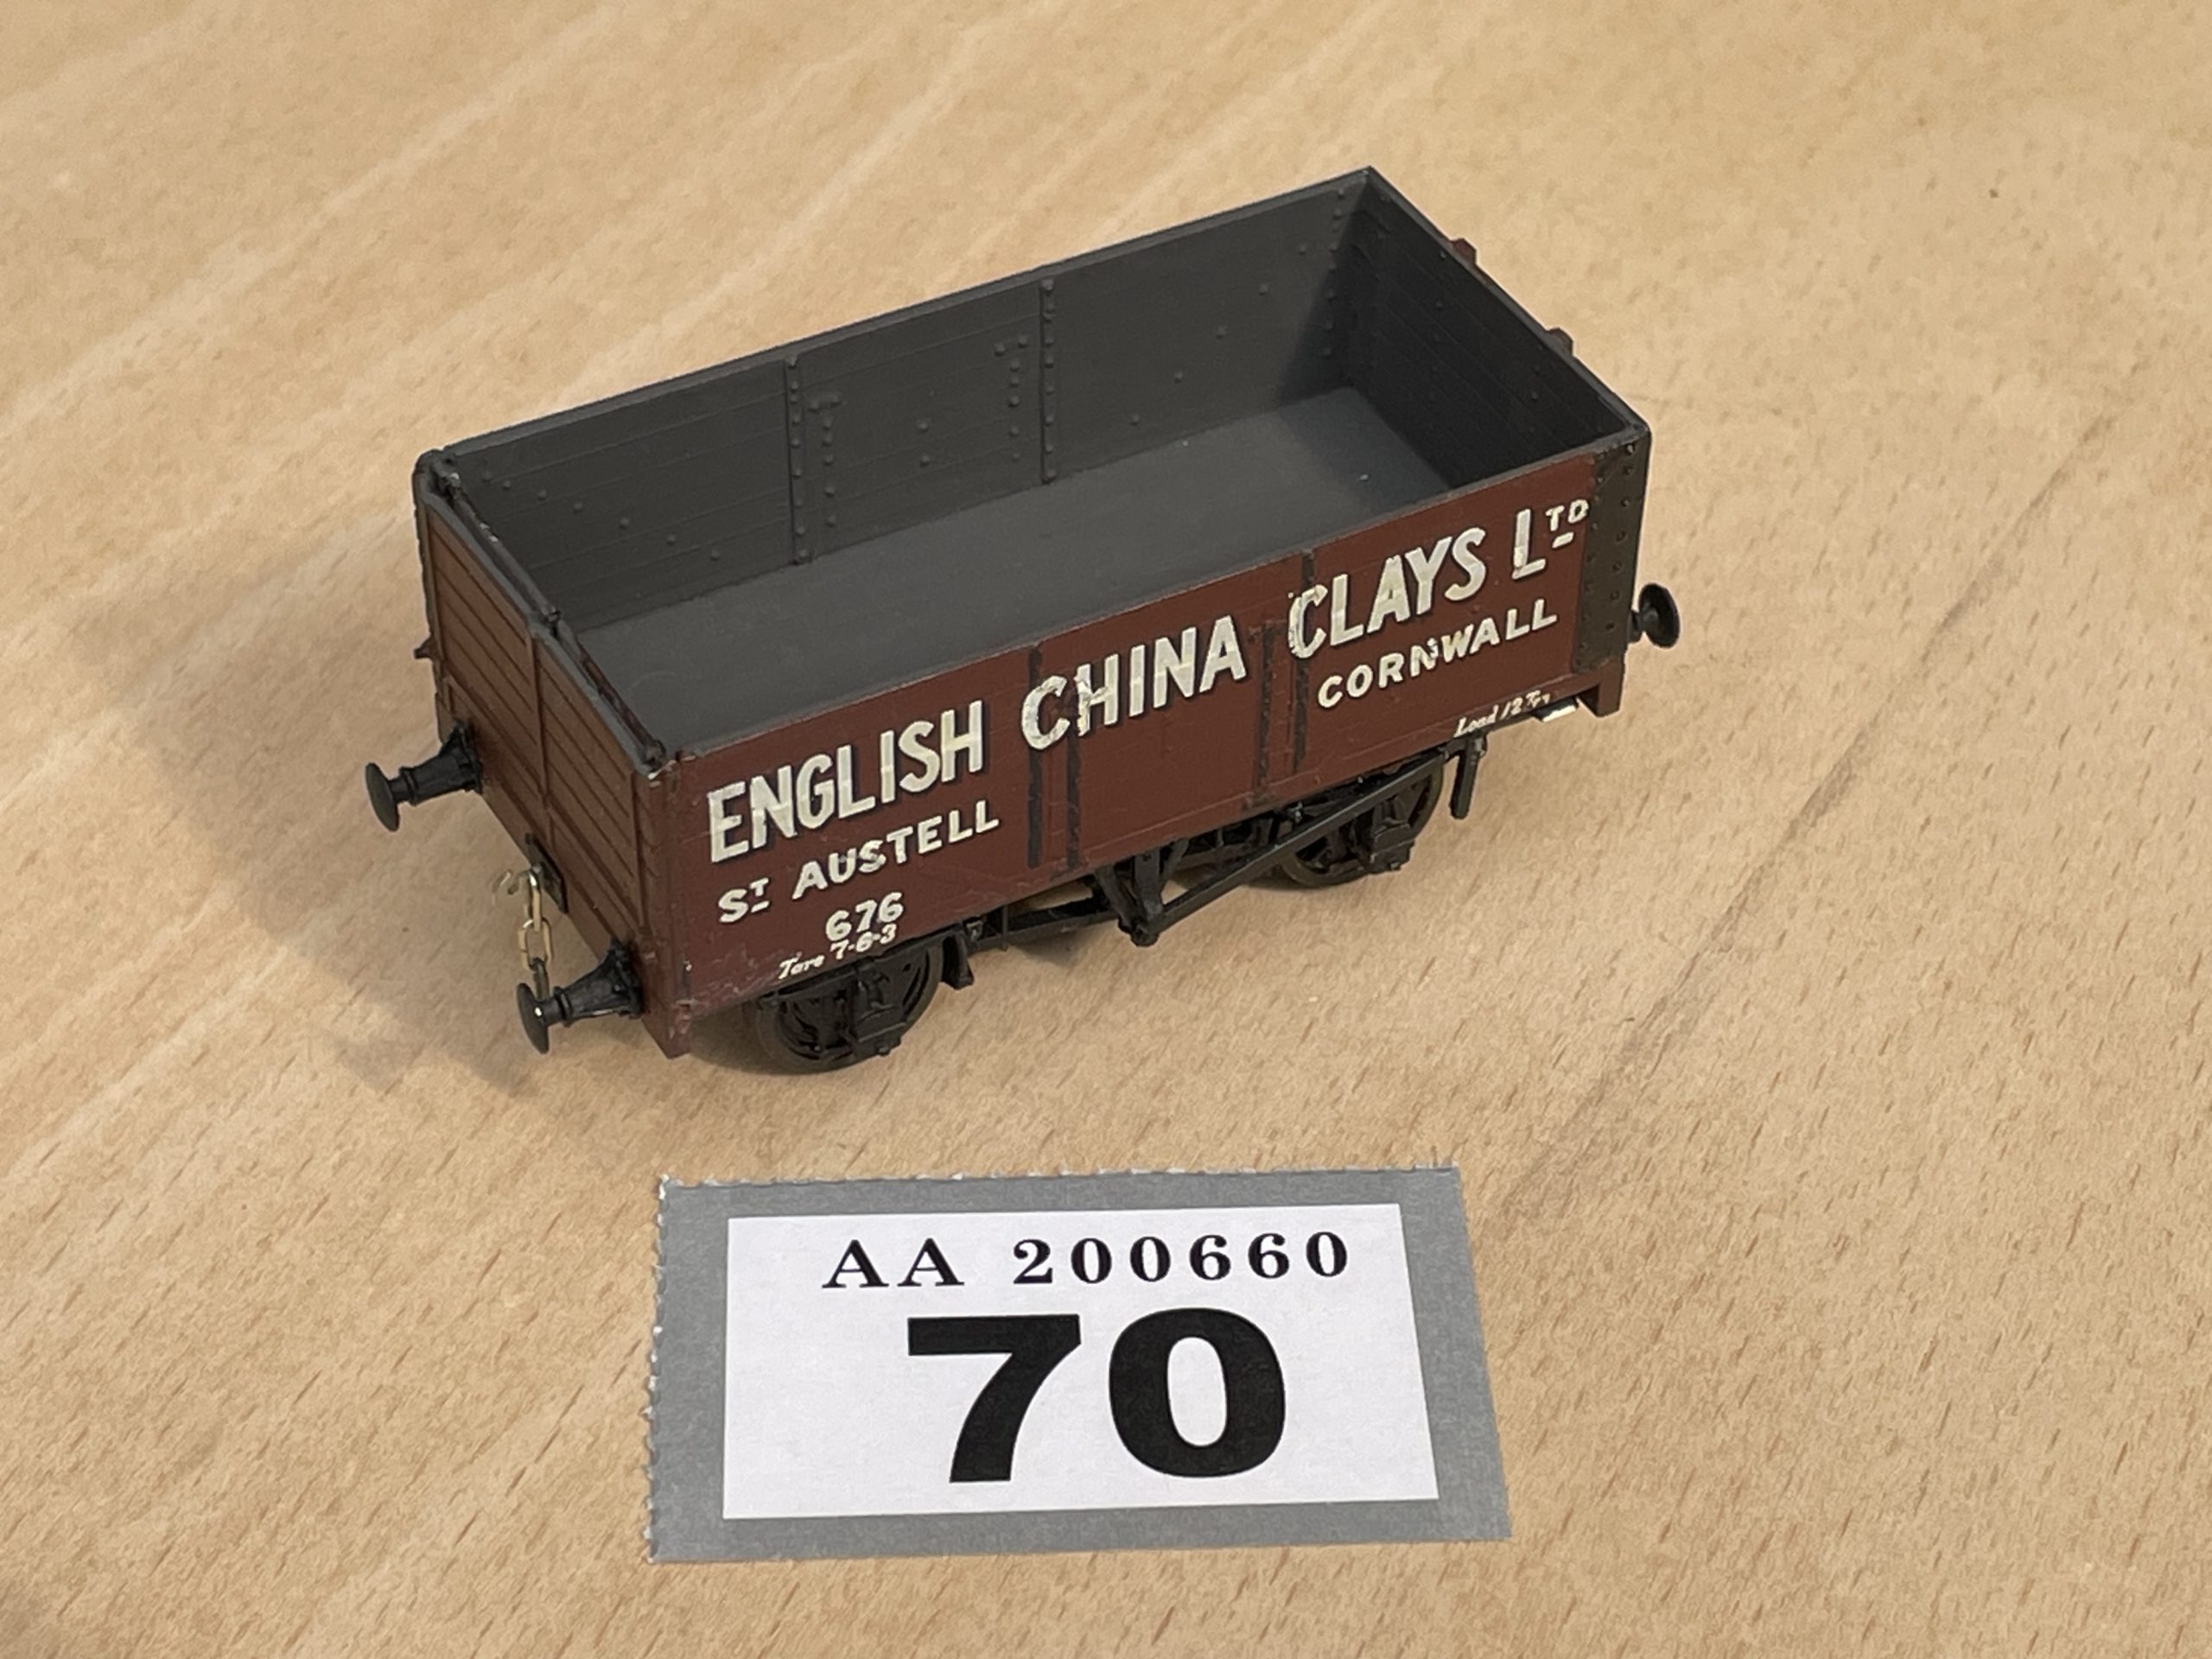 ENGLISH CHINA CLAYS LTD
ST AUSTELL
CORNWALL
676
Tare 7-6-3
Load 12 Tns
AA 200660
70